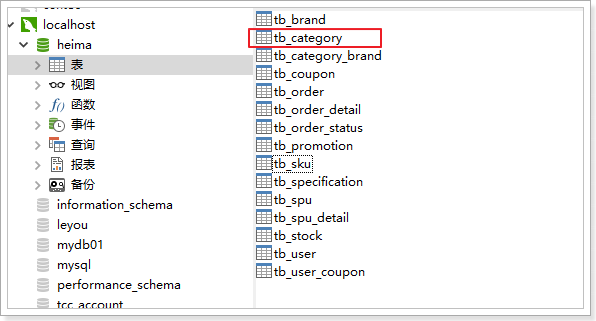 localhost
heima
表
视图
函数
事件
查询
报表
备份
information_schema
leyou
mydb01
mysql
performance_schema
tcc_account
tb_brand
tb_category
tb_category_brand
tb_coupon
tb_order
tb_order_detail
tb_order_status
tb_promotion
tb_sku
tb_specification
tb_spu
tb_spu_detail
tb_stock
tb_user
tb_user_coupon